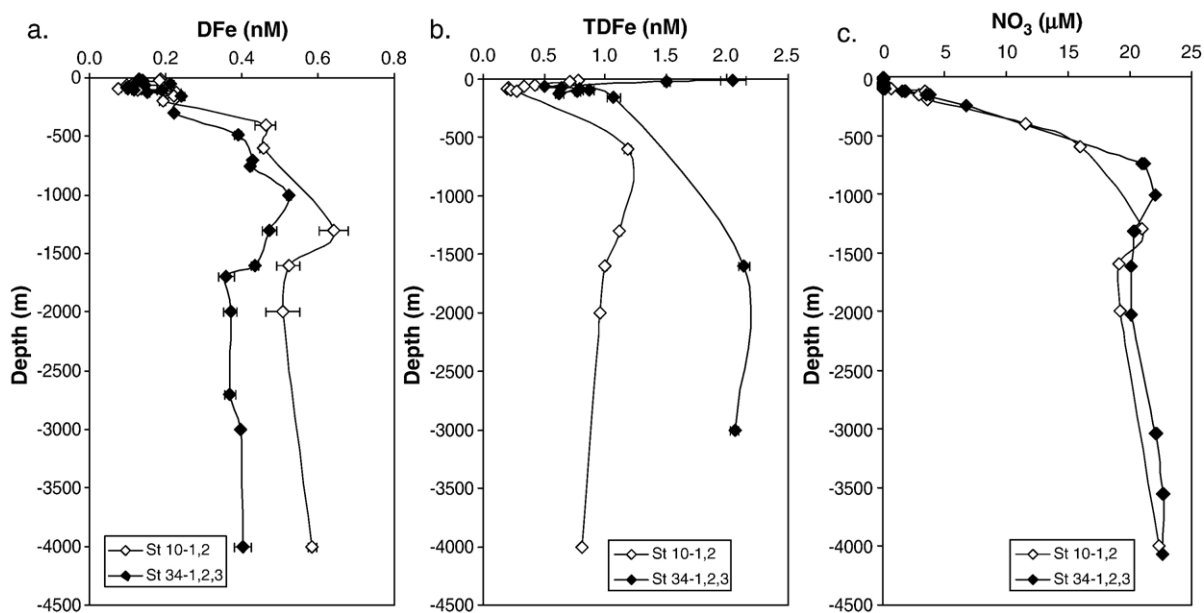 a.
DFe (nM)
0.0 0.2 0.4 0.6 0.8
0
-500
-1000
-1500
-2000
-2500
-3000
-3500
-4000
-4500
Depth (m)
St 10-1,2
St 34-1,2,3
b.
TDFe (nM)
0.0 0.5 1.0 1.5 2.0 2.5
0
-500
-1000
-1500
-2000
-2500
-3000
-3500
-4000
-4500
Depth (m)
St 10-1,2
St 34-1,2,3
c.
NO3 (µM)
0 5 10 15 20 25
0
-500
-1000
-1500
-2000
-2500
-3000
-3500
-4000
-4500
Depth (m)
St 10-1,2
St 34-1,2,3